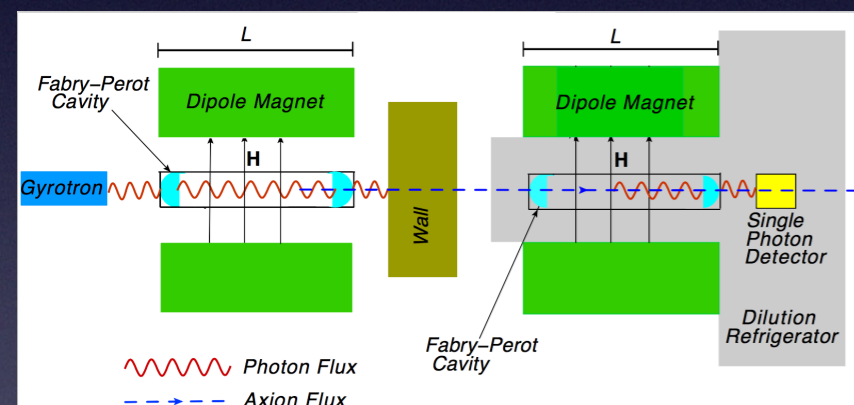 L
Fabry-Perot
Cavity
Dipole Magnet
H
Gyrotron
Wall
L
Dipole Magnet
H
Single
Photon
Detector
Dilution
Refrigerator
Fabry-Perot
Cavity
Photon Flux
Axion Flux